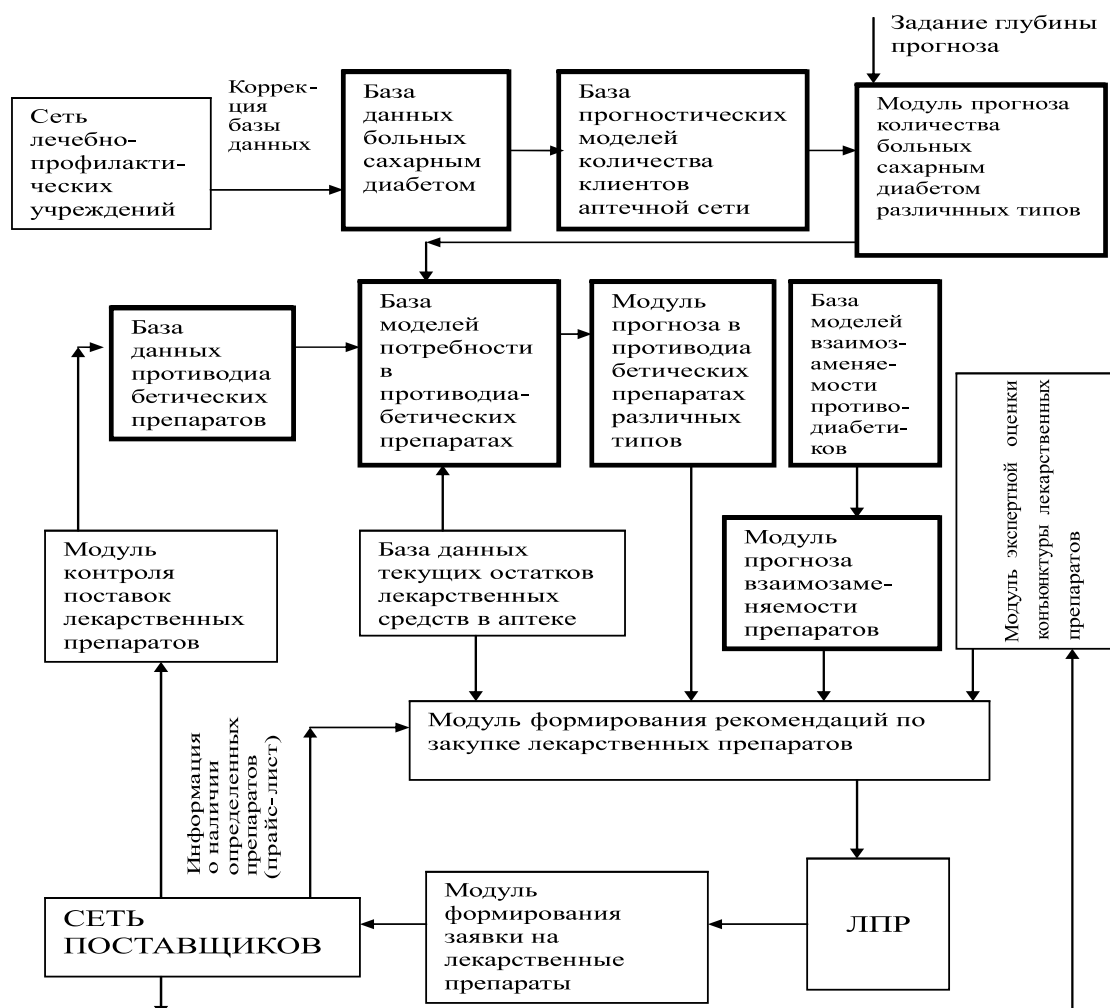 Задание глубины
прогноза
Сеть
лечебно-
профилакти-
ческих
учреждений
Коррек-
ция
базы
данных
База
данных
больных
сахарным
диабетом
База
прогностических
моделей
количества
клиентов
аптечной сети
Модуль прогноза
количества
больных
сахарным
диабетом
различнных типов
База
данных
противодиа
бетических
препаратов
База
моделей
потребности
в
противодиа-
бетических
препаратах
Модуль
прогноза в
противодиа
бетических
препаратах
различных
типов
База
моделей
взаимоз-
аменяе-
мости
противо-
диабети-
ков
Модуль экспертной оценки
конъюнктуры лекарственных
препаратов
Модуль
контроля
поставок
лекарственных
препаратов
База данных
текущих остатков
лекарственных
средств в аптеке
Модуль
прогноза
взаимозаме-
няемости
препаратов
Информация
о наличии
определенных
препаратов
(прайс-лист)
Модуль формирования рекомендаций по
закупке лекарственных препаратов
СЕТЬ
ПОСТАВЩИКОВ
Модуль
формирования
заявки на
лекарственные
препараты
ЛПР